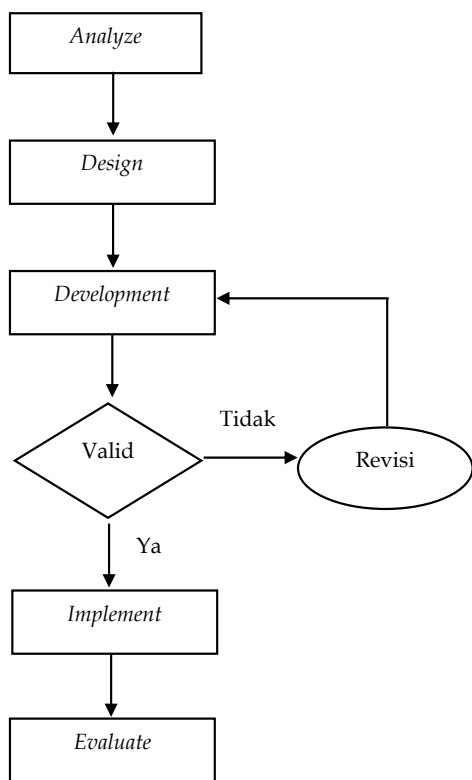 Analyze
Design
Development
Tidak
Valid
Revisi
Ya
Implement
Evaluate